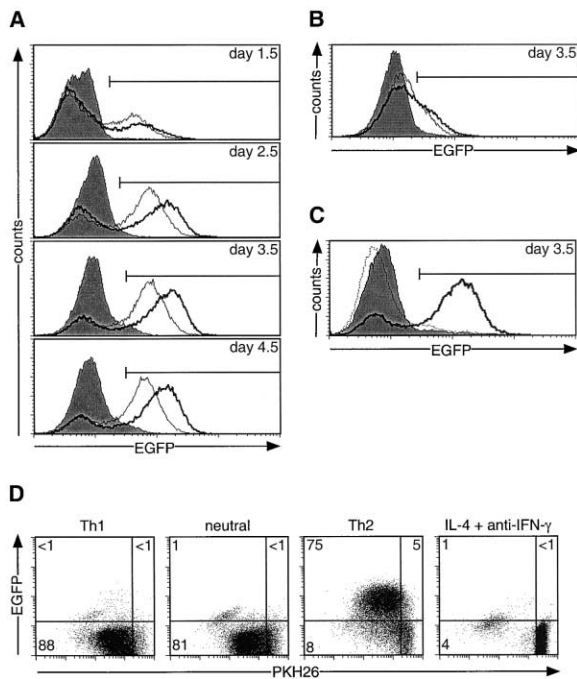 A
day 1.5
day 2.5
day 3.5
day 4.5
counts
EGFP
B
day 3.5
counts
EGFP
C
day 3.5
counts
EGFP
D
Th1
neutral
Th2
IL-4 + anti-IFN-γ
<1 <1
1 <1
75 5
1 <1
88
81
8
4
EGFP
PKH26